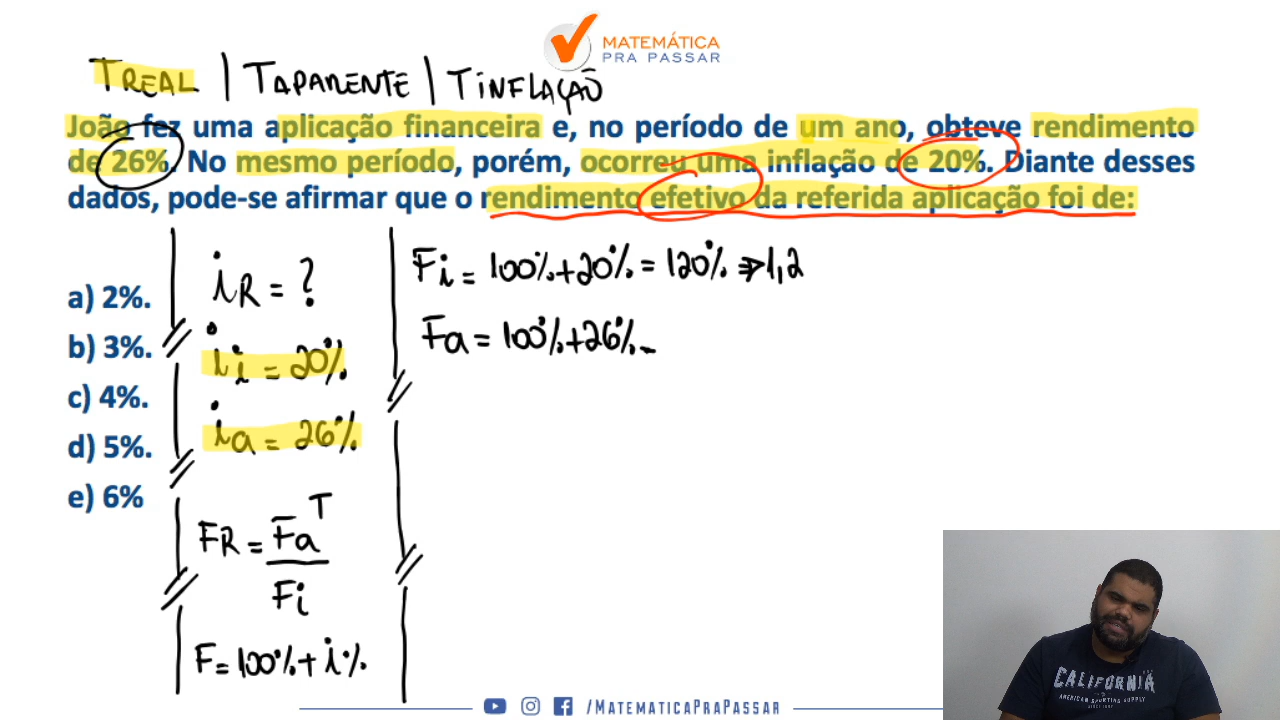 MATEMÁTICA
PRA PASSAR
TREAL | TAPARENTE | TINFLAÇÃO
João fez uma aplicação financeira e, no período de um ano, obteve rendimento
de 26%. No mesmo período, porém, ocorreu uma inflação de 20%. Diante desses
dados, pode-se afirmar que o rendimento efetivo da referida aplicação foi de:
a) 2%.
b) 3%.
c) 4%.
d) 5%.
e) 6%
iR = ?
ii = 20%
ia = 26%
FR = Fa
Fi
F = 100% + i%
Fi = 100% + 20% = 120% ⇒ 1,2
Fa = 100% + 26% -
CALIFORNIA
AMERICAN SPORTING SUPPLY
/MATEMATICAPRAPASSAR